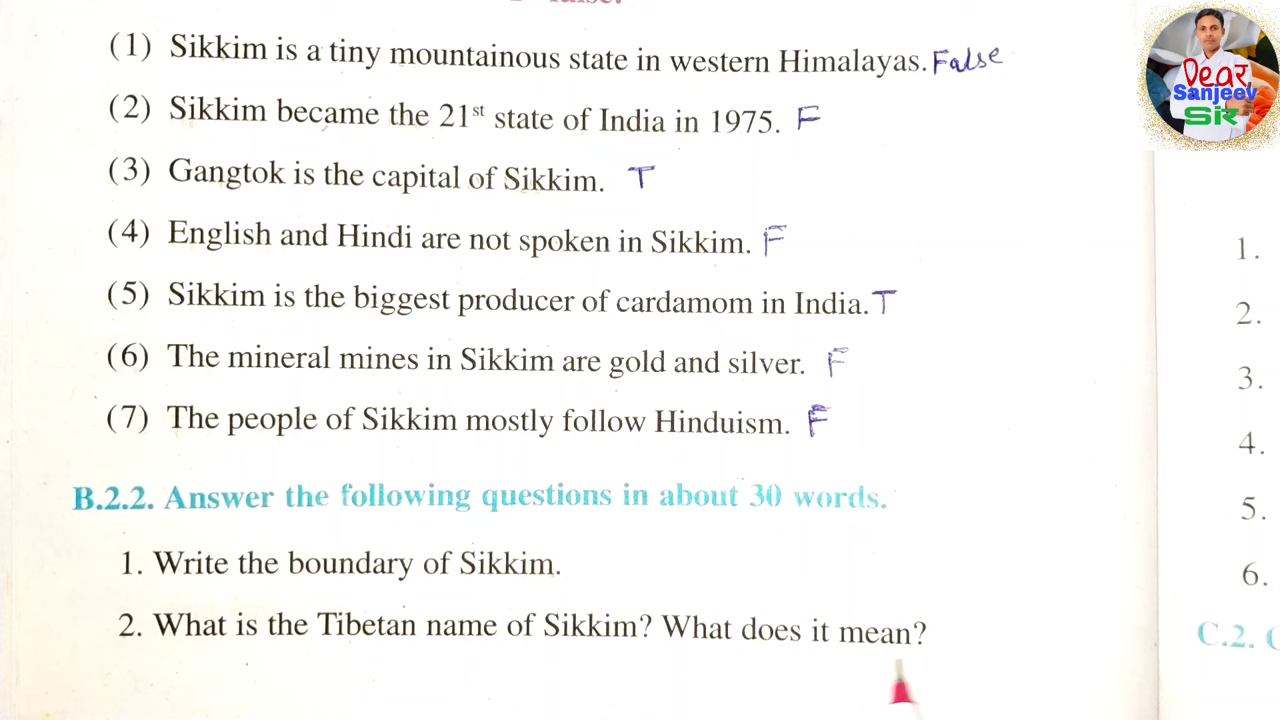 (1) Sikkim is a tiny mountainous state in western Himalayas. False
(2) Sikkim became the 21st state of India in 1975. F
(3) Gangtok is the capital of Sikkim. T
(4) English and Hindi are not spoken in Sikkim. F
(5) Sikkim is the biggest producer of cardamom in India. T
(6) The mineral mines in Sikkim are gold and silver. F
(7) The people of Sikkim mostly follow Hinduism. F
B.2.2. Answer the following questions in about 30 words.
1. Write the boundary of Sikkim.
2. What is the Tibetan name of Sikkim? What does it mean?
Deaर
Sanjeev
SiR
1.
2.
3.
4.
5.
6.
C.2.